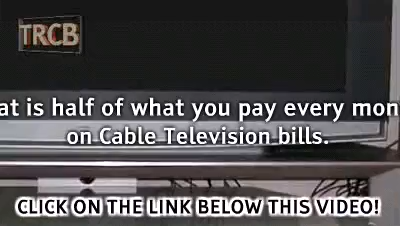 TRCB
at is half of what you pay every mon
on Cable Television bills.
CLICK ON THE LINK BELOW THIS VIDEO!